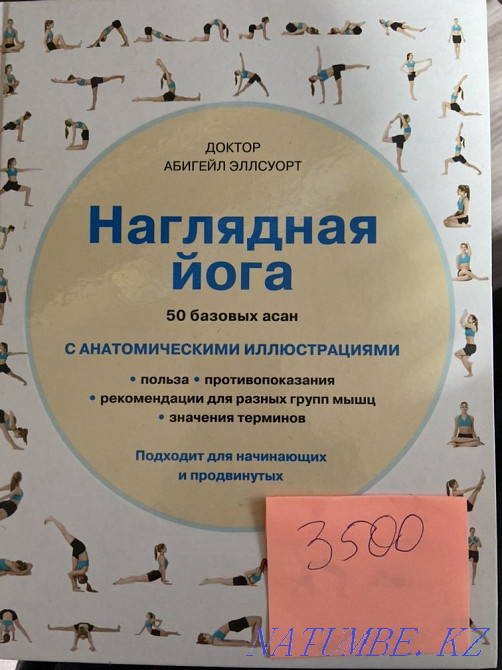 ДОКТОР
АБИГЕЙЛ ЭЛЛСУОРТ
Наглядная
йога
50 базовых асан
С АНАТОМИЧЕСКИМИ ИЛЛЮСТРАЦИЯМИ
• польза • противопоказания
• рекомендации для разных групп мышц
• значения терминов
Подходит для начинающих
и продвинутых
3500
NATUMBE.KZ